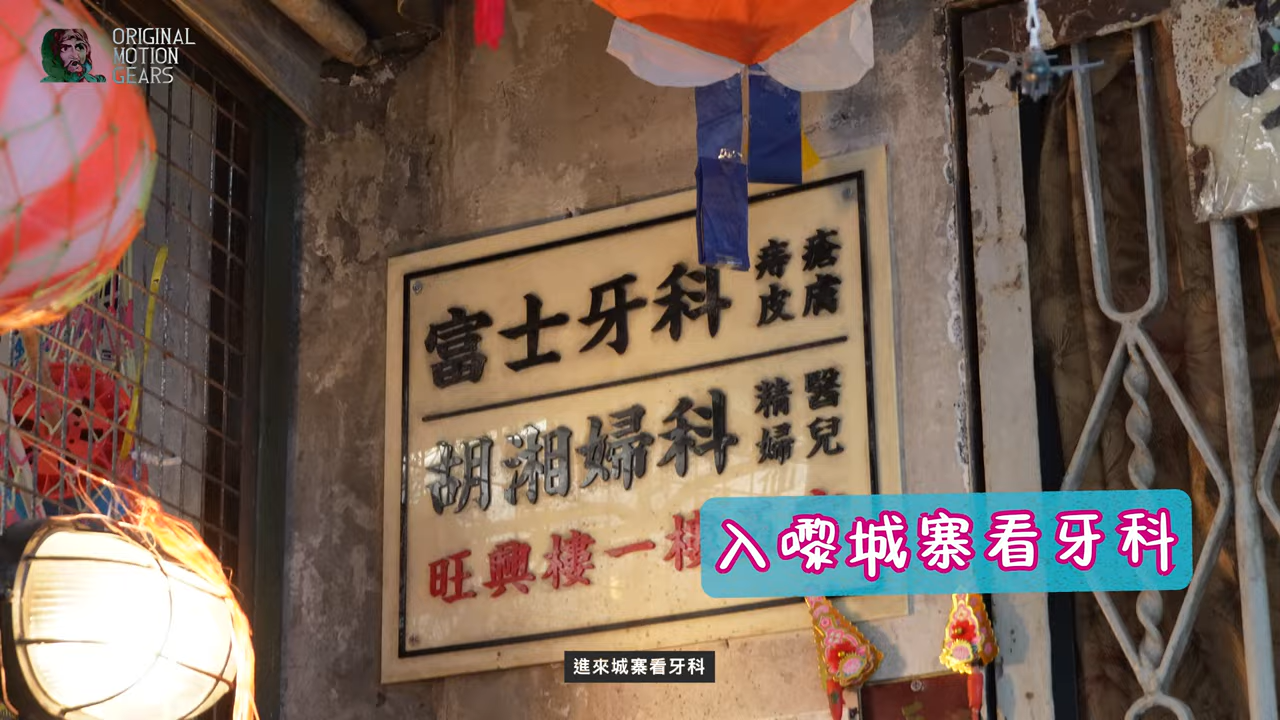 ORIGINAL
MOTION
GEARS
富士牙科
痔瘡
皮膚
胡湘婦科
精醫
婦兒
旺興樓一樓
入嚟城寨看牙科
進來城寨看牙科